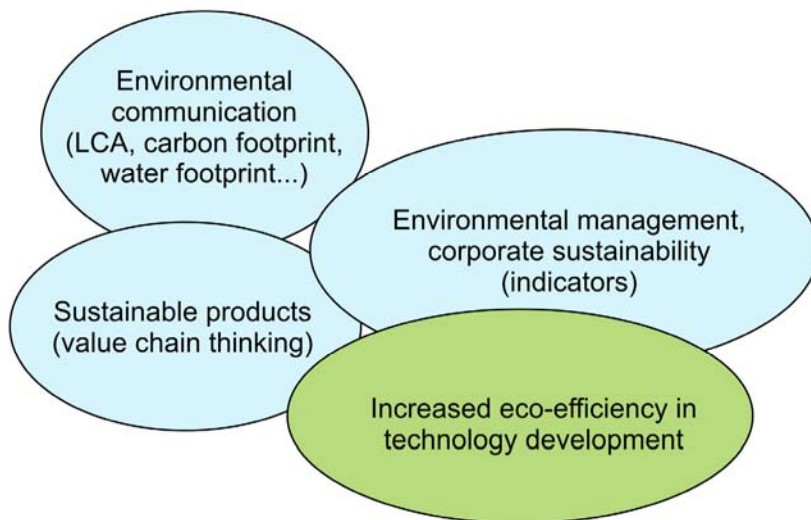 Environmental
communication
(LCA, carbon footprint,
water footprint...)
Environmental management,
corporate sustainability
(indicators)
Sustainable products
(value chain thinking)
Increased eco-efficiency in
technology development